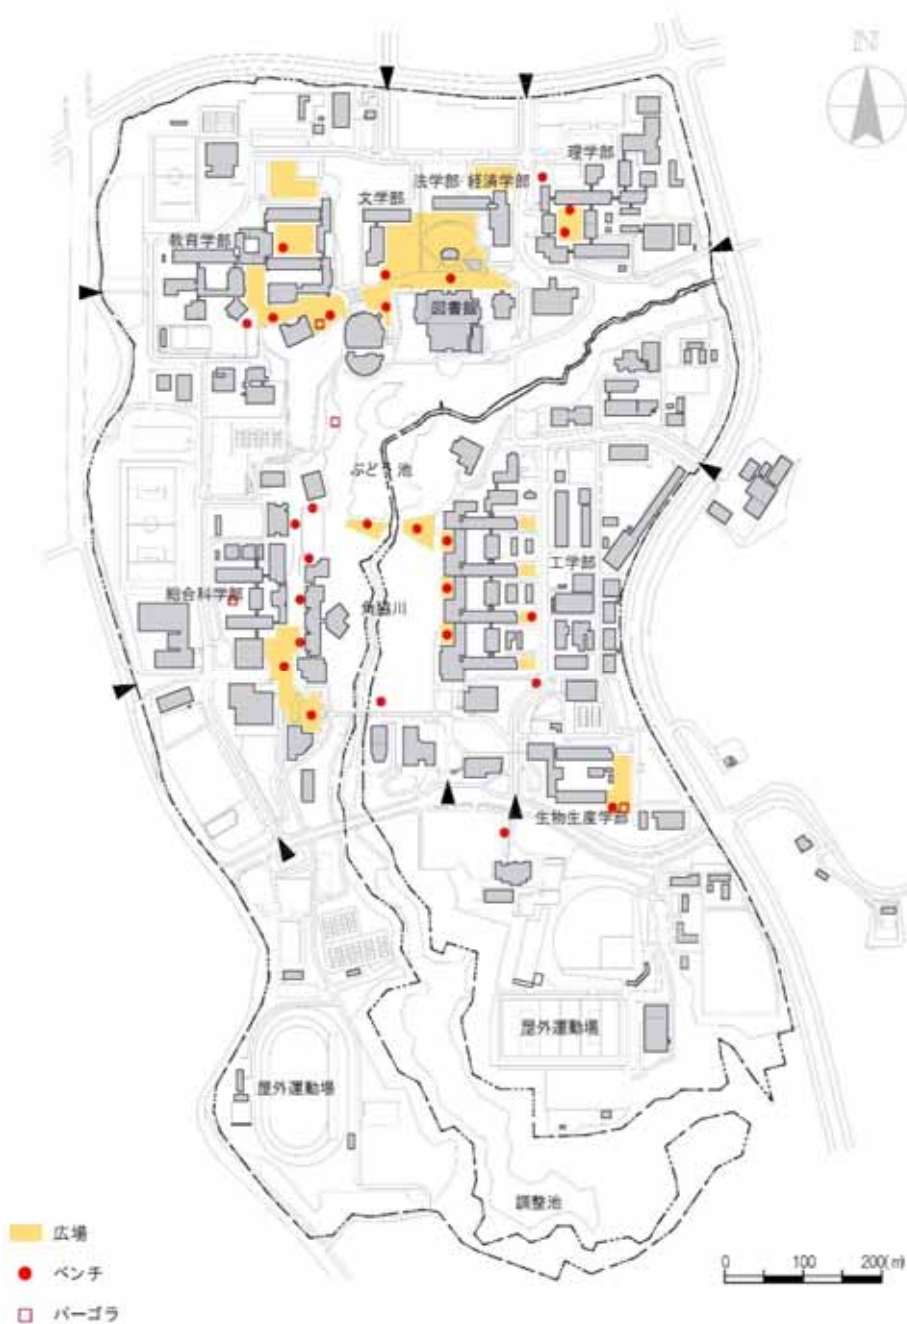 N
理学部
法学部・経済学部
文学部
教育学部
図書館
ぶどう池
工学部
総合科学部
角脇川
生物生産学部
屋外運動場
屋外運動場
調整池
広場
ベンチ
パーゴラ
0 100 200(m)